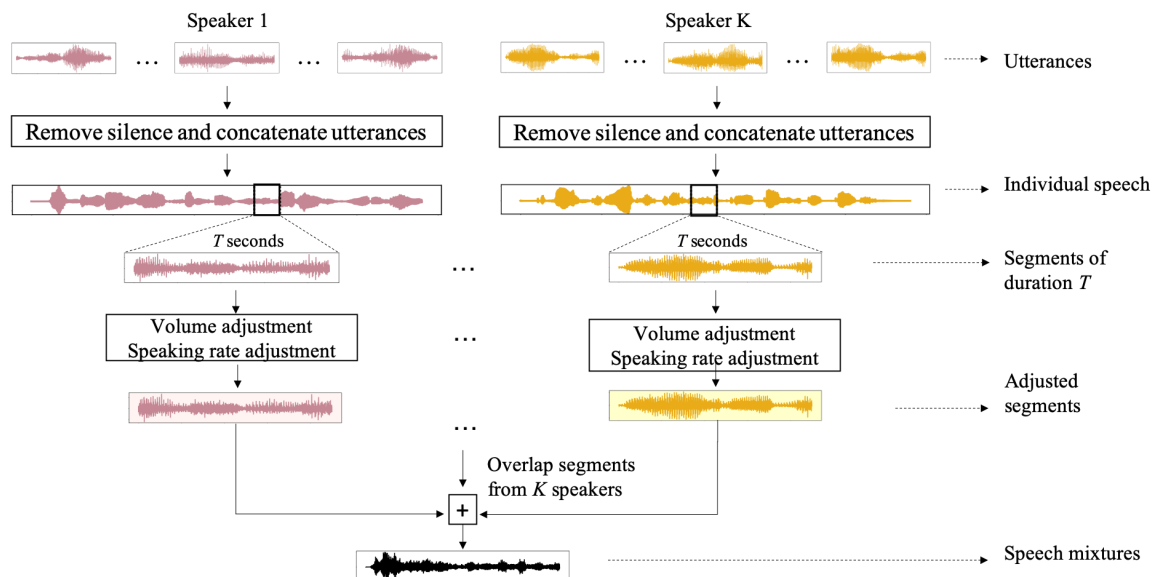 Speaker 1
Speaker K
...
...
...
...
Utterances
Remove silence and concatenate utterances
Remove silence and concatenate utterances
Individual speech
T seconds
T seconds
...
Segments of
duration T
Volume adjustment
Speaking rate adjustment
...
Volume adjustment
Speaking rate adjustment
Adjusted
segments
...
Overlap segments
from K speakers
+
Speech mixtures